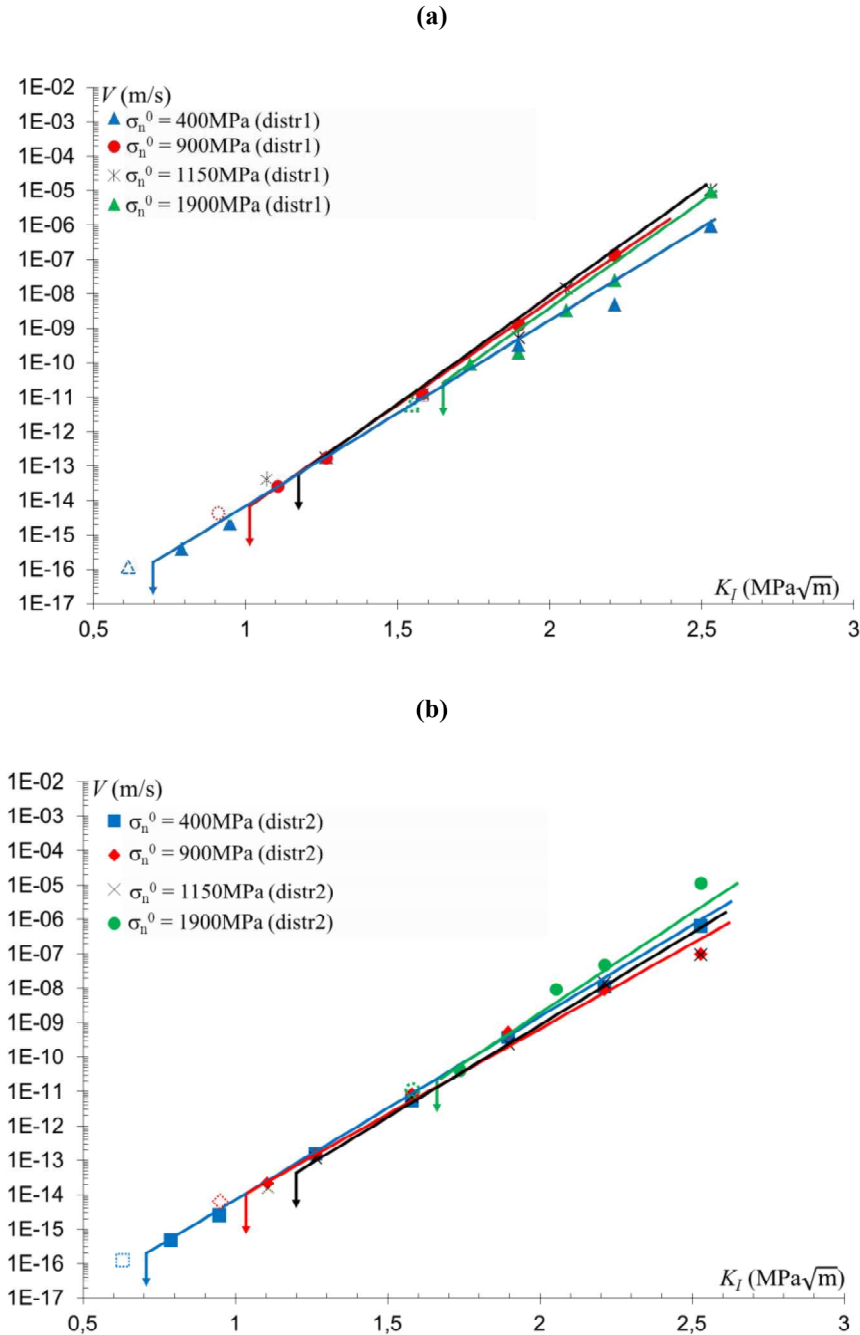 (a)
1E-02
V (m/s)
1E-03
σₙ⁰ = 400MPa (distr1)
1E-04
σₙ⁰ = 900MPa (distr1)
σₙ⁰ = 1150MPa (distr1)
1E-05
σₙ⁰ = 1900MPa (distr1)
1E-06
1E-07
1E-08
1E-09
1E-10
1E-11
1E-12
1E-13
1E-14
1E-15
1E-16
K_I (MPa√m)
1E-17
0,5 1 1,5 2 2,5 3
(b)
1E-02
V (m/s)
1E-03
σₙ⁰ = 400MPa (distr2)
1E-04
σₙ⁰ = 900MPa (distr2)
1E-05
σₙ⁰ = 1150MPa (distr2)
1E-06
σₙ⁰ = 1900MPa (distr2)
1E-07
1E-08
1E-09
1E-10
1E-11
1E-12
1E-13
1E-14
1E-15
1E-16
K_I (MPa√m)
1E-17
0,5 1 1,5 2 2,5 3